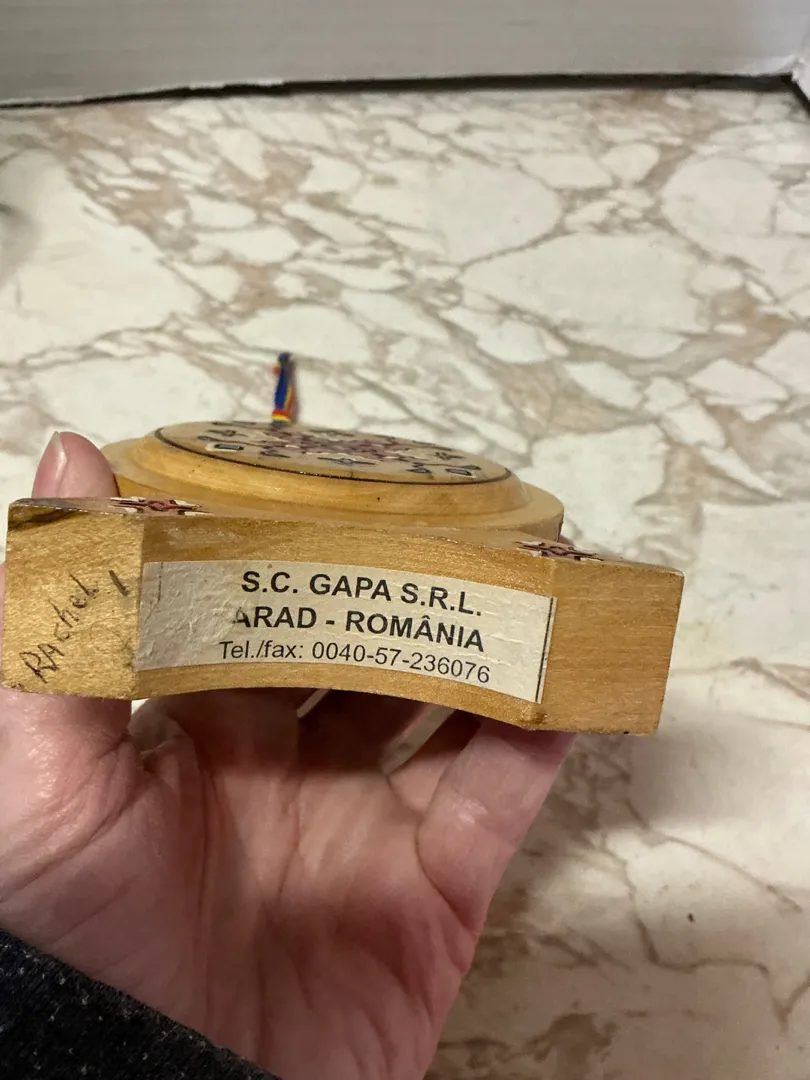 Rachel
S.C. GAPA S.R.L.
ARAD - ROMÂNIA
Tel./fax: 0040-57-236076